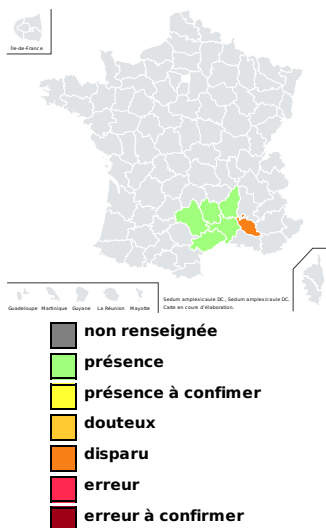 Île-de-France
Guadeloupe Martinique Guyane La Réunion Mayotte
Sedum amplexicaule DC., Sedum amplexicaule DC.
Carte en cours d'élaboration.
non renseignée
présence
présence à confimer
douteux
disparu
erreur
erreur à confirmer